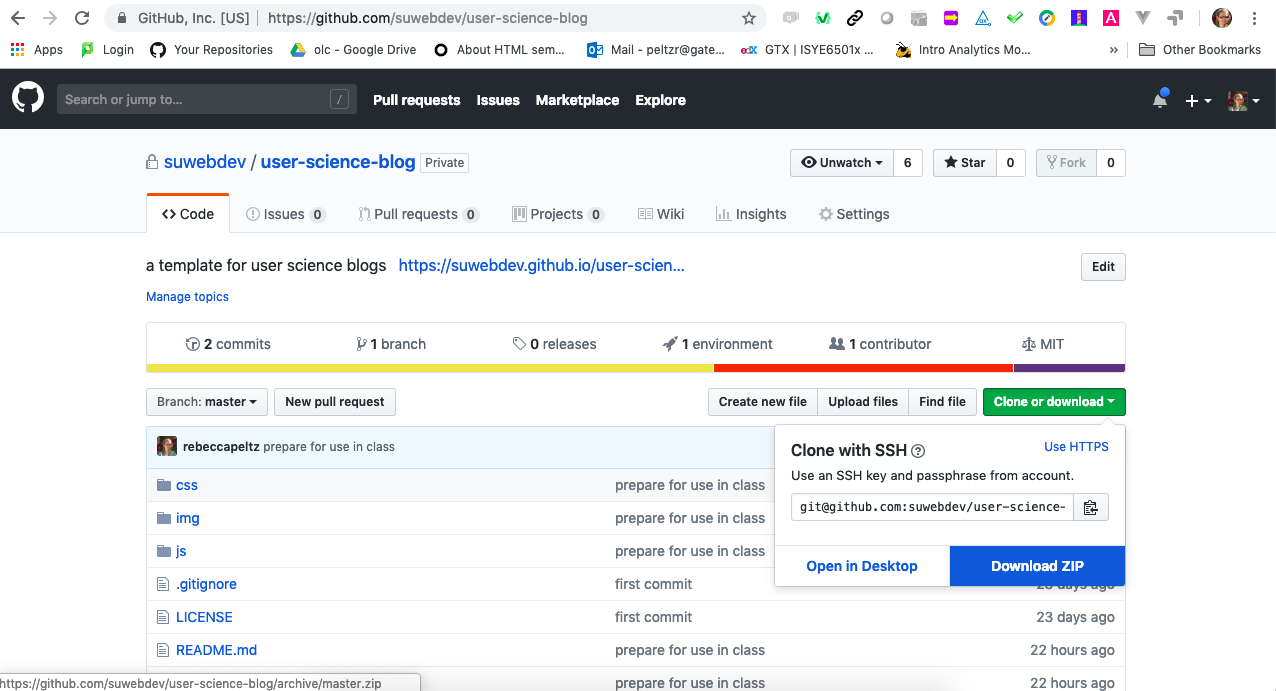 GitHub, Inc. [US] | https://github.com/suwebdev/user-science-blog
Apps Login Your Repositories olc - Google Drive About HTML sem... Mail - peltzr@gate... edX GTX | ISYE6501x ... Intro Analytics Mo... » Other Bookmarks
Search or jump to... / Pull requests Issues Marketplace Explore
suwebdev / user-science-blog Private Unwatch 6 Star 0 Fork 0
Code Issues 0 Pull requests 0 Projects 0 Wiki Insights Settings
a template for user science blogs https://suwebdev.github.io/user-scien... Edit
Manage topics
2 commits 1 branch 0 releases 1 environment 1 contributor MIT
Branch: master New pull request Create new file Upload files Find file Clone or download
rebeccapeltz prepare for use in class
Clone with SSH Use HTTPS
Use an SSH key and passphrase from account.
git@github.com:suwebdev/user-science-
Open in Desktop Download ZIP
css prepare for use in class
img prepare for use in class
js prepare for use in class
.gitignore first commit 23 days ago
LICENSE first commit 23 days ago
README.md prepare for use in class 22 hours ago
prepare for use in class 22 hours ago
https://github.com/suwebdev/user-science-blog/archive/master.zip